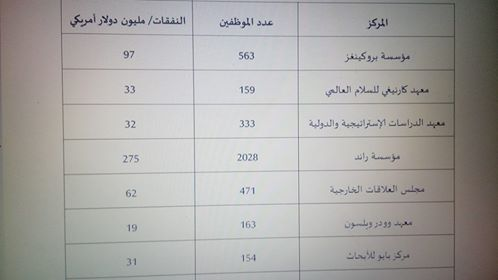 المركز عدد الموظفين النفقات/ مليون دولار أمريكي
مؤسسة بروكينغز 563 97
معهد كارنيغي للسلام العالمي 159 33
معهد الدراسات الإستراتيجية والدولية 333 32
مؤسسة راند 2028 275
مجلس العلاقات الخارجية 471 62
معهد وودر ويلسون 163 19
مركز بايو للأبحاث 154 31